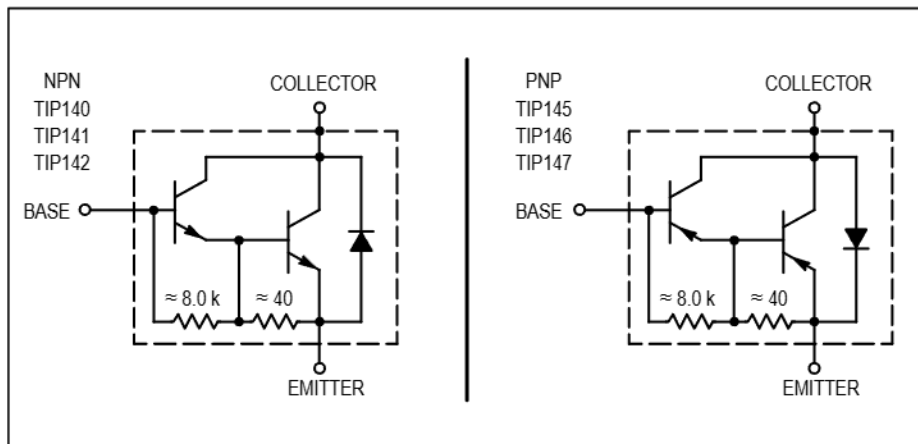 NPN
TIP140
TIP141
TIP142
COLLECTOR
BASE
≈ 8.0 k
≈ 40
EMITTER
PNP
TIP145
TIP146
TIP147
COLLECTOR
BASE
≈ 8.0 k
≈ 40
EMITTER